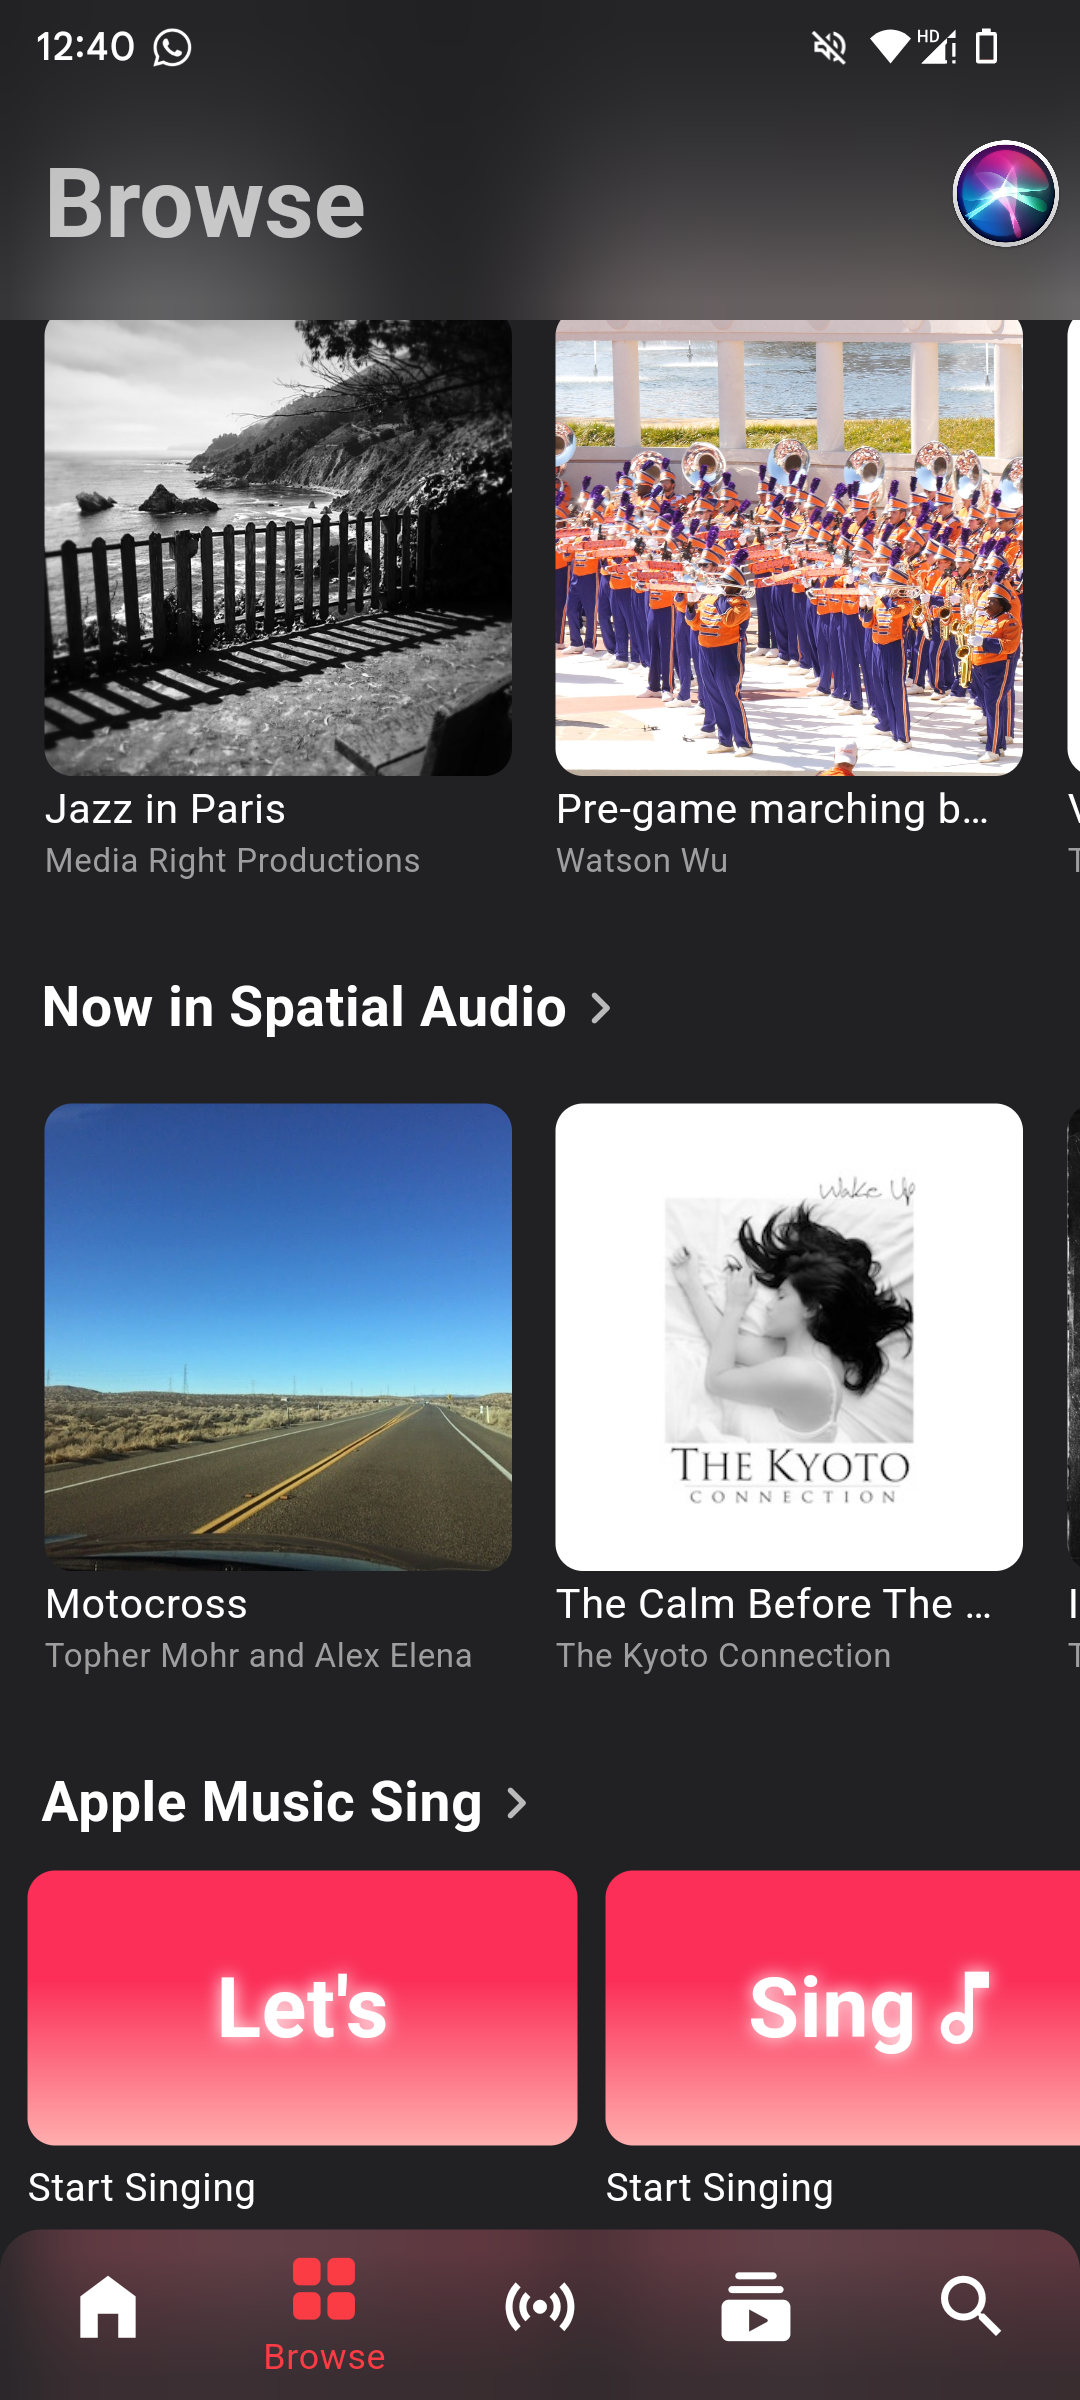 12:40
HD
Browse
Jazz in Paris
Media Right Productions
Pre-game marching b...
Watson Wu
Now in Spatial Audio
Wake Up
THE KYOTO
CONNECTION
Motocross
Topher Mohr and Alex Elena
The Calm Before The ...
The Kyoto Connection
Apple Music Sing
Let's
Sing
Start Singing
Start Singing
Browse